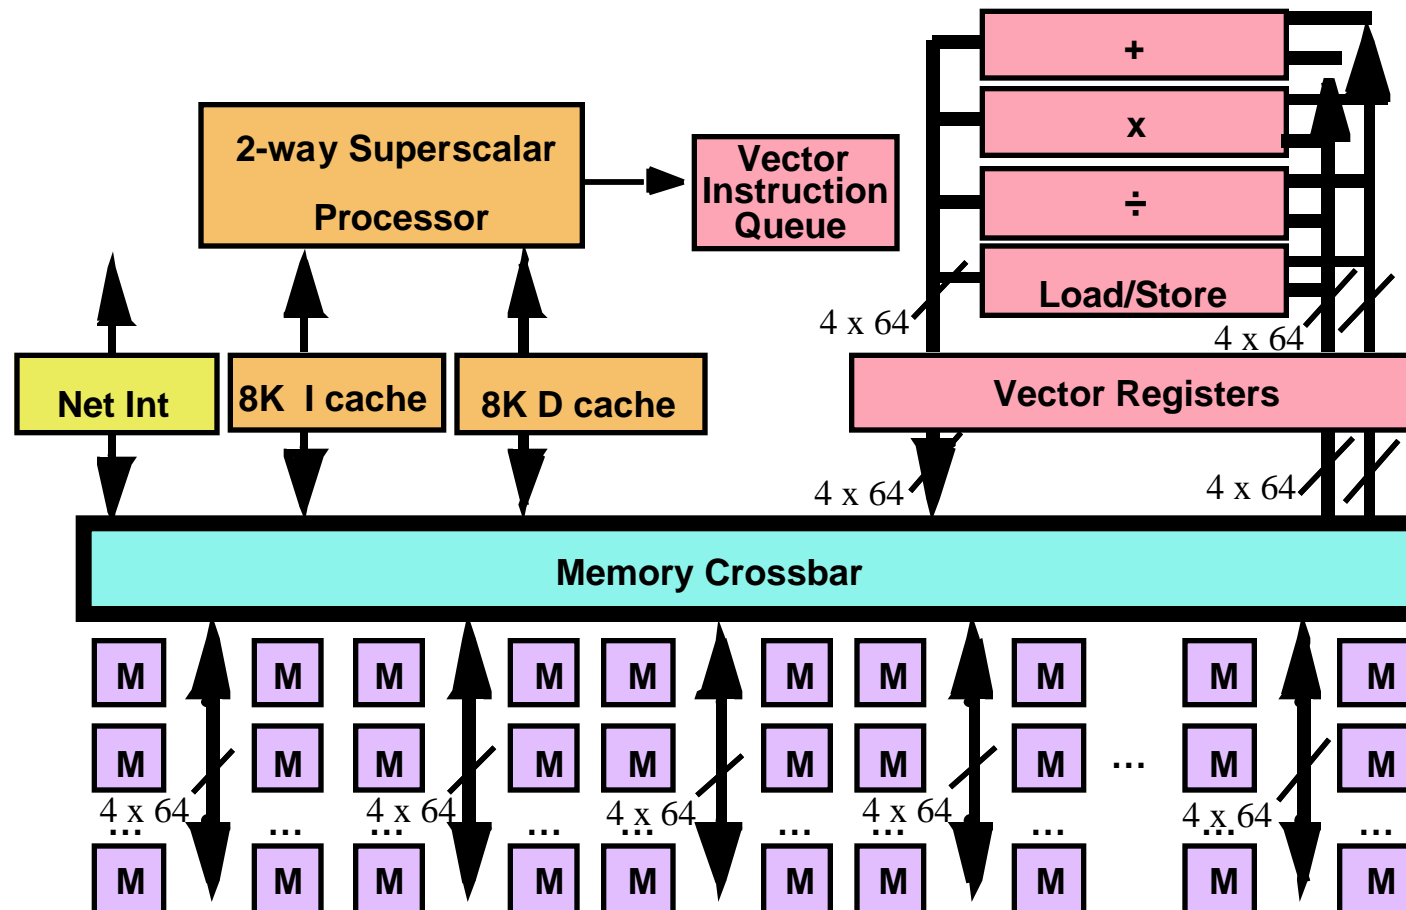 +
x
÷
Load/Store
2-way Superscalar
Processor
Vector
Instruction
Queue
4 x 64
4 x 64
Net Int
8K I cache
8K D cache
Vector Registers
4 x 64
4 x 64
Memory Crossbar
M M M M M M M M M M
M M M M M M M M ... M M
4 x 64 4 x 64 4 x 64 4 x 64 4 x 64
... ... ... ... ... ... ... ... ... ...
M M M M M M M M M M